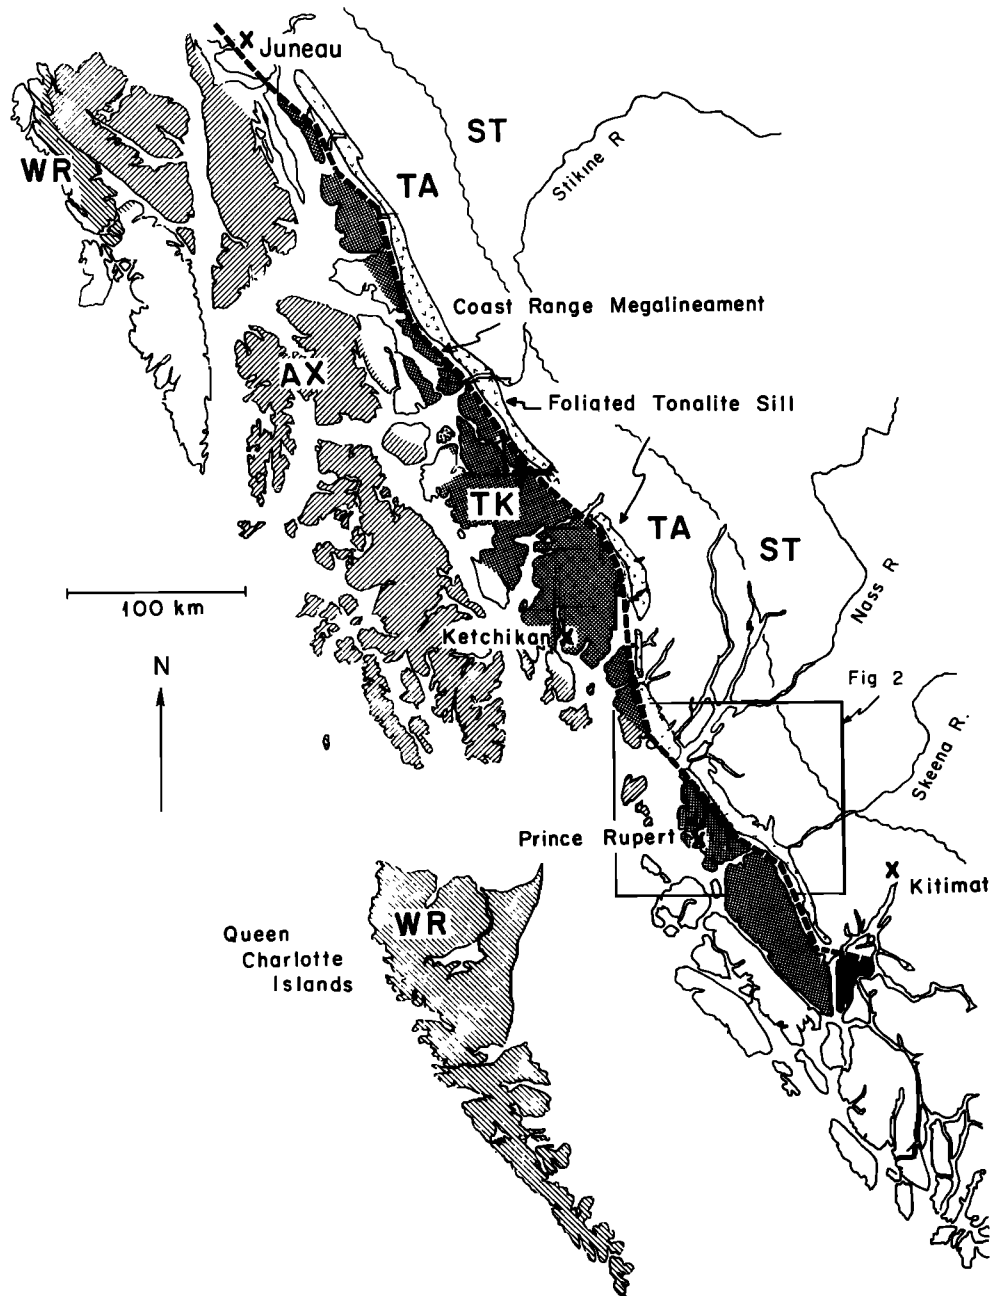 X Juneau
ST
Stikine R
WR
TA
Coast Range Megalineament
AX
Foliated Tonalite Sill
TK
TA
ST
100 km
Nass R
Ketchikan X
N
Fig 2
Skeena R.
Prince Rupert X
X
Kitimat
WR
Queen
Charlotte
Islands